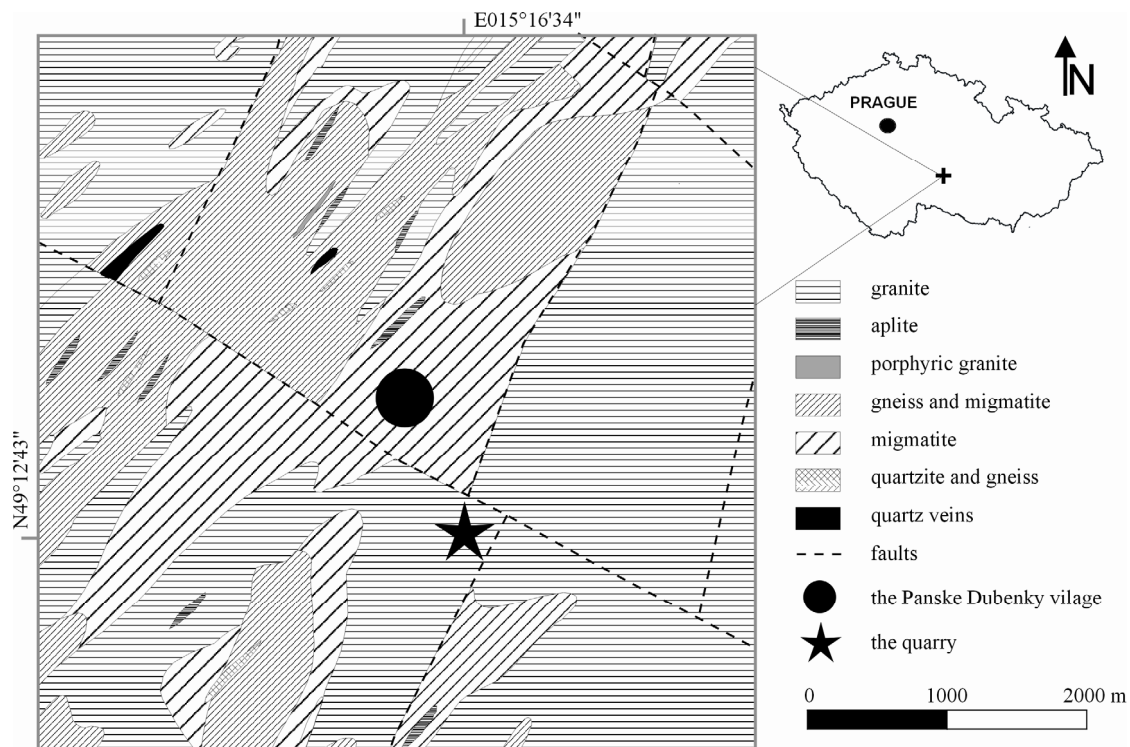 E015°16'34"
N
PRAGUE
N49°12'43"
granite
aplite
porphyric granite
gneiss and migmatite
migmatite
quartzite and gneiss
quartz veins
faults
the Panske Dubenky vilage
the quarry
0 1000 2000 m